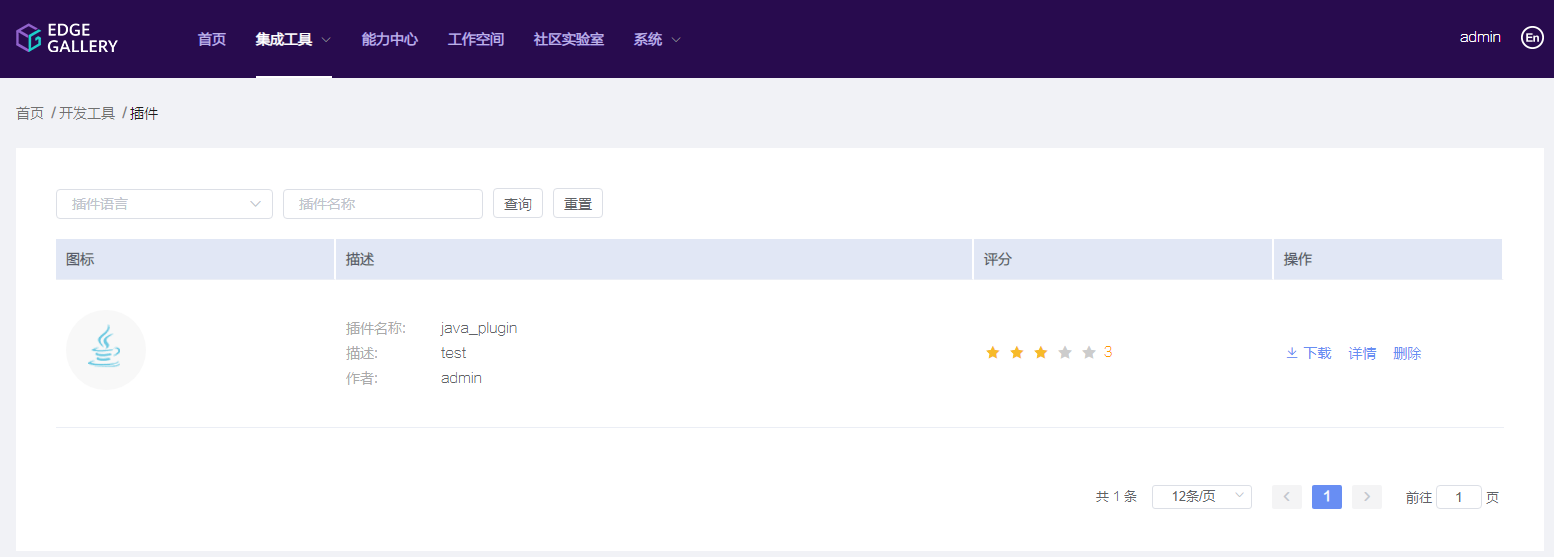 EDGE GALLERY 首页 集成工具 能力中心 工作空间 社区实验室 系统 admin En
首页 / 开发工具 / 插件
插件语言 插件名称 查询 重置
图标 描述 评分 操作
插件名称: java_plugin
描述: test
作者: admin
3 下载 详情 删除
共 1 条 12条/页 1 前往 1 页